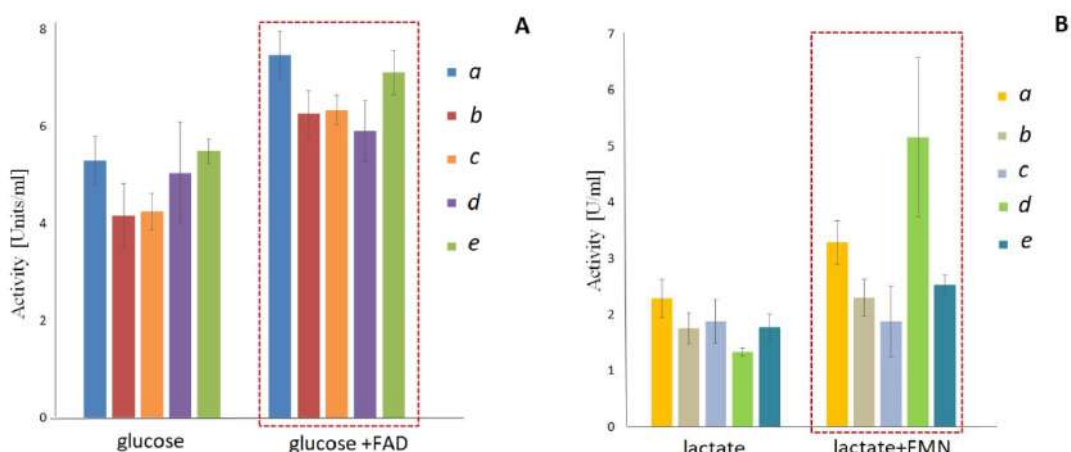 A
8
6
4
2
0
Activity [Units/ml]
glucose
glucose +FAD
a
b
c
d
e
B
7
6
5
4
3
2
1
0
Activity [U/ml]
lactate
lactate+FMN
a
b
c
d
e